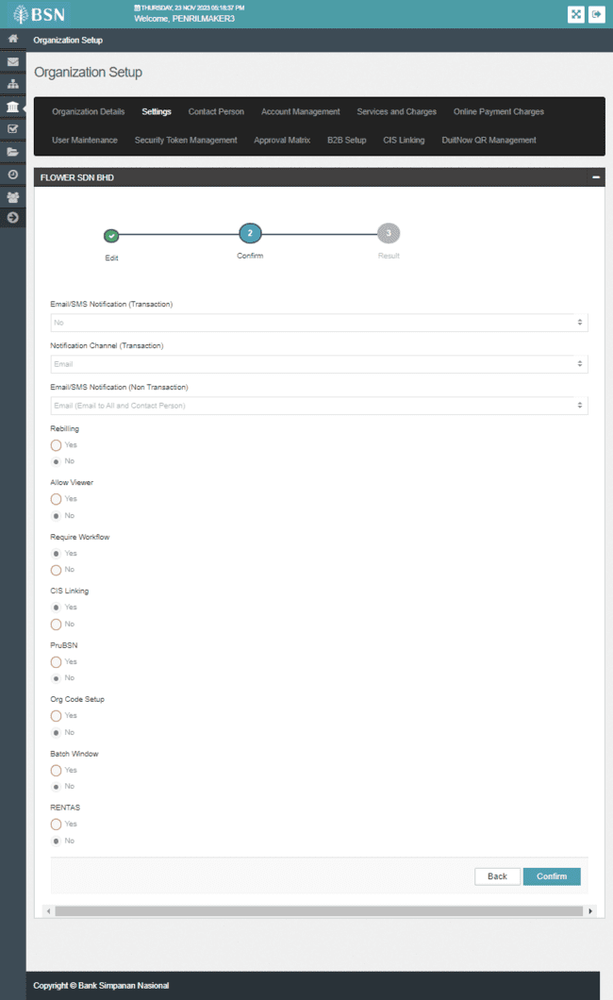 BSN
THURSDAY, 23 NOV 2023 05:18:37 PM
Welcome, PENRILMAKER3
Organization Setup
Organization Setup
Organization Details Settings Contact Person Account Management Services and Charges Online Payment Charges
User Maintenance Security Token Management Approval Matrix B2B Setup CIS Linking DuitNow QR Management
FLOWER SDN BHD
2 3
Edit Confirm Result
Email/SMS Notification (Transaction)
No
Notification Channel (Transaction)
Email
Email/SMS Notification (Non Transaction)
Email (Email to All and Contact Person)
Rebilling
Yes
No
Allow Viewer
Yes
No
Require Workflow
Yes
No
CIS Linking
Yes
No
PruBSN
Yes
No
Org Code Setup
Yes
No
Batch Window
Yes
No
RENTAS
Yes
No
Back Confirm
Copyright © Bank Simpanan Nasional